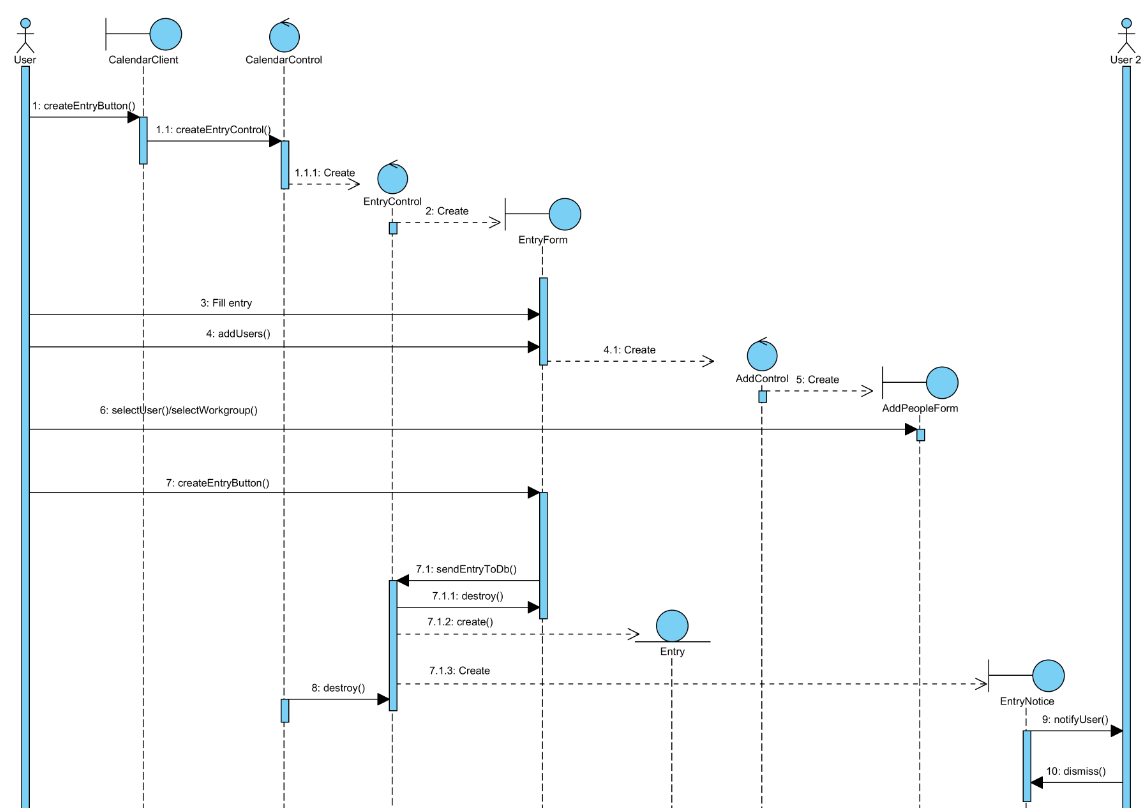 User
CalendarClient
CalendarControl
User 2
1: createEntryButton()
1.1: createEntryControl()
1.1.1: Create
EntryControl
2: Create
EntryForm
3: Fill entry
4: addUsers()
4.1: Create
AddControl
5: Create
AddPeopleForm
6: selectUser()/selectWorkgroup()
7: createEntryButton()
7.1: sendEntryToDb()
7.1.1: destroy()
7.1.2: create()
Entry
7.1.3: Create
8: destroy()
EntryNotice
9: notifyUser()
10: dismiss()